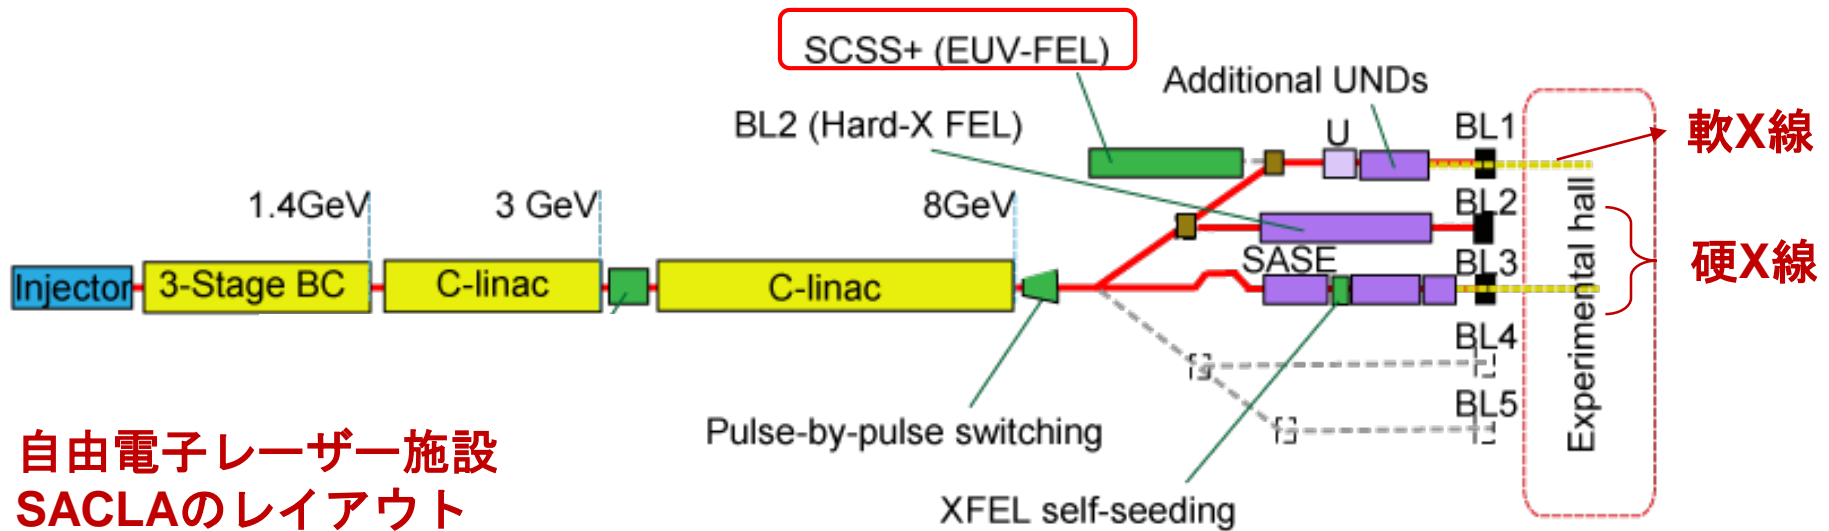 SCSS+ (EUV-FEL)
Additional UNDs
BL2 (Hard-X FEL)
U
BL1
軟X線
1.4GeV
3 GeV
8GeV
BL2
SASE
BL3
硬X線
Injector
3-Stage BC
C-linac
C-linac
BL4
BL5
Experimental hall
Pulse-by-pulse switching
XFEL self-seeding
自由電子レーザー施設
SACLAのレイアウト